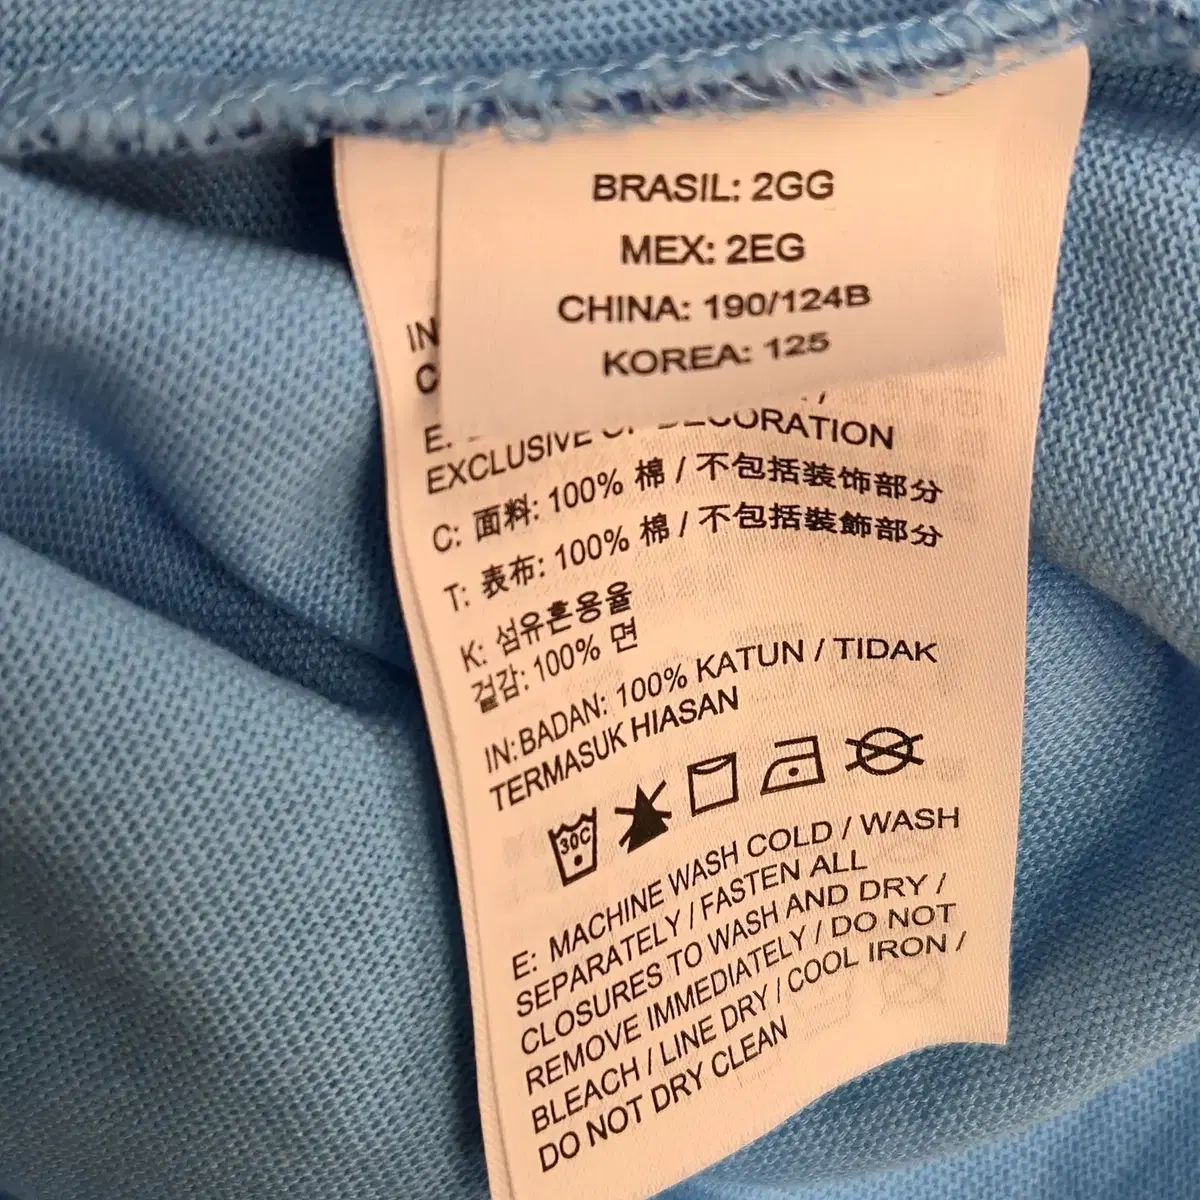 BRASIL: 2GG
MEX: 2EG
CHINA: 190/124B
KOREA: 125
IN
C
E.
EXCLUSIVE OF DECORATION
C: 面料: 100% 棉 / 不包括装饰部分
T: 表布: 100% 棉 / 不包括裝飾部分
K: 섬유혼용율
겉감: 100% 면
IN: BADAN: 100% KATUN / TIDAK
TERMASUK HIASAN
30C
E: MACHINE WASH COLD / WASH
SEPARATELY / FASTEN ALL
CLOSURES TO WASH AND DRY /
REMOVE IMMEDIATELY / DO NOT
BLEACH / LINE DRY / COOL IRON /
DO NOT DRY CLEAN